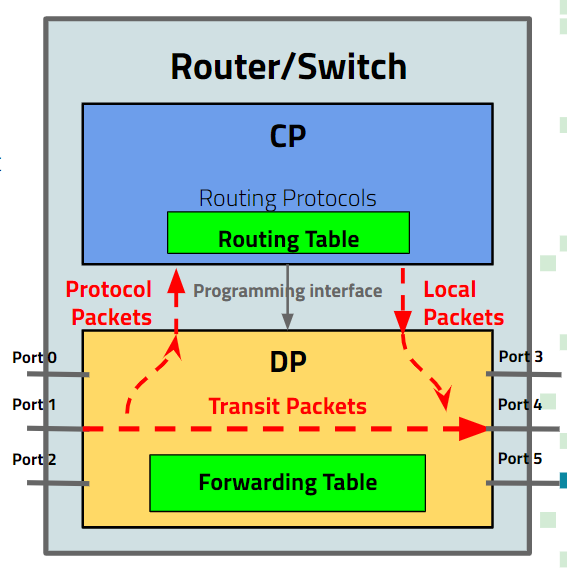 Router/Switch
CP
Routing Protocols
Routing Table
Protocol
Packets
Programming interface
Local
Packets
DP
Port 0
Port 3
Port 1
Transit Packets
Port 4
Port 2
Port 5
Forwarding Table